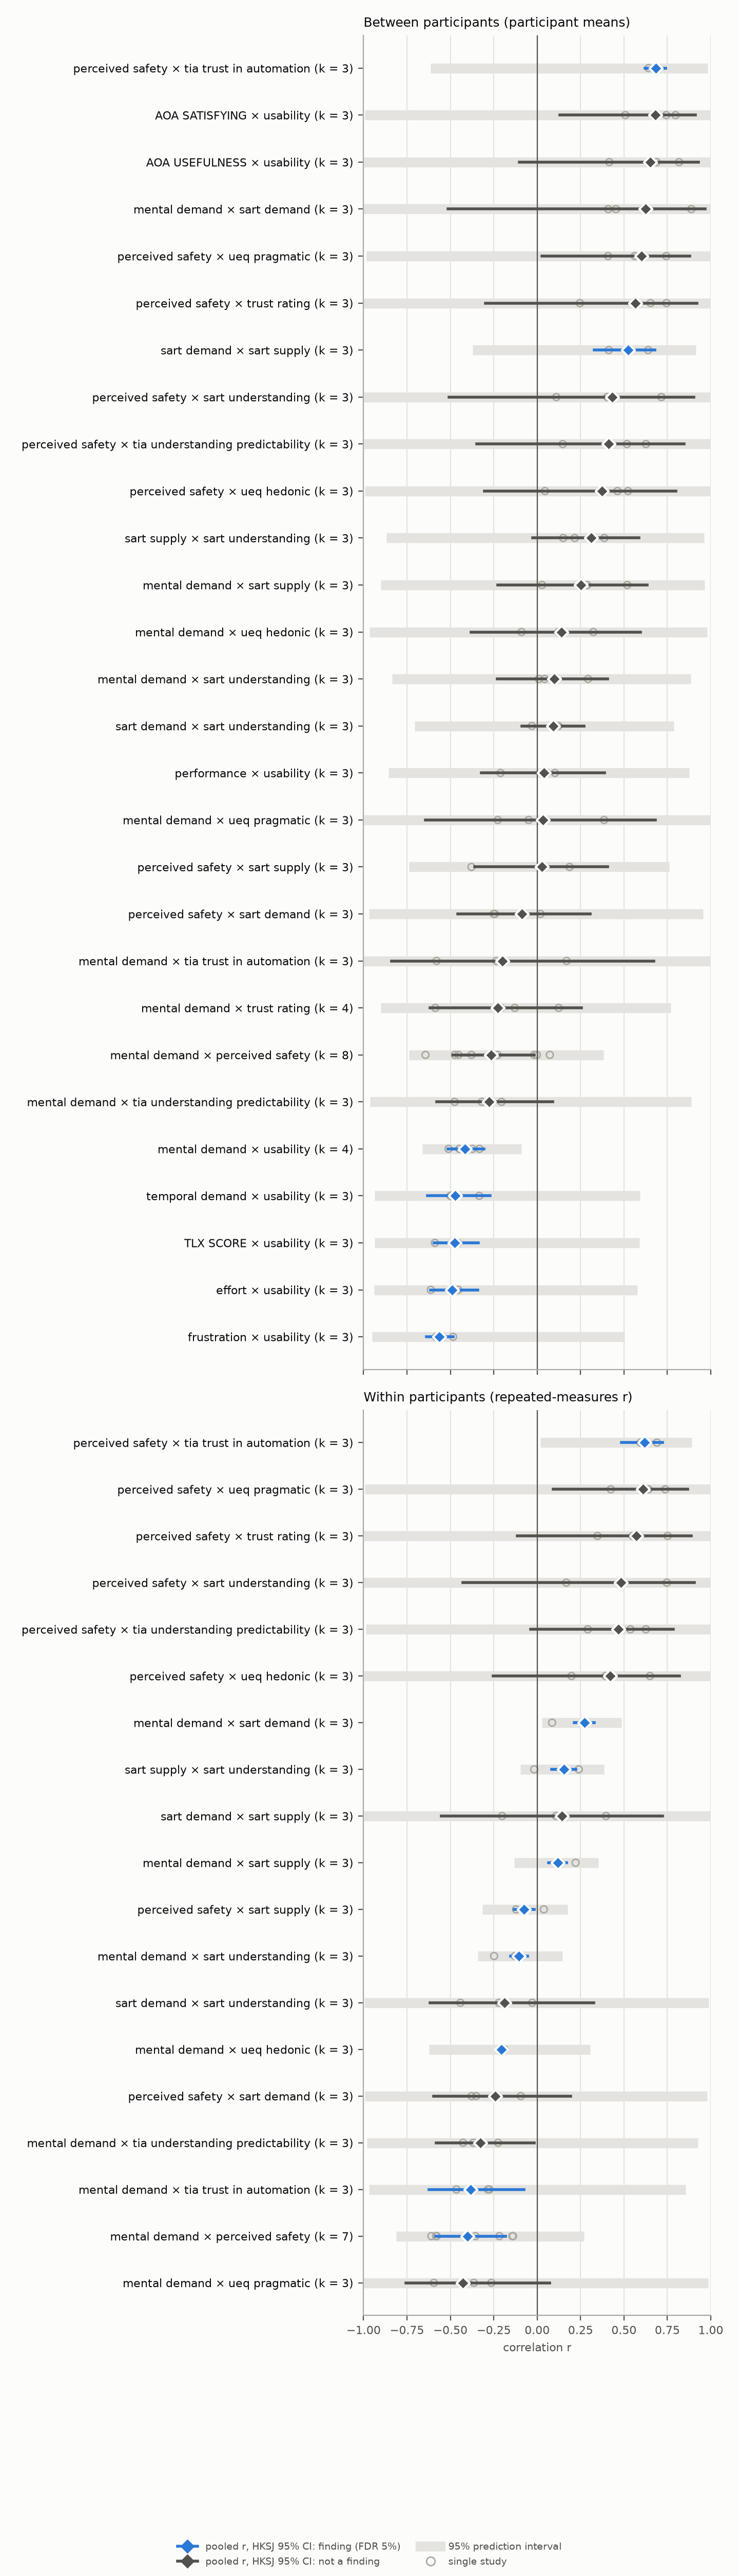 Between participants (participant means)
perceived safety × tia trust in automation (k = 3)
AOA SATISFYING × usability (k = 3)
AOA USEFULNESS × usability (k = 3)
mental demand × sart demand (k = 3)
perceived safety × ueq pragmatic (k = 3)
perceived safety × trust rating (k = 3)
sart demand × sart supply (k = 3)
perceived safety × sart understanding (k = 3)
perceived safety × tia understanding predictability (k = 3)
perceived safety × ueq hedonic (k = 3)
sart supply × sart understanding (k = 3)
mental demand × sart supply (k = 3)
mental demand × ueq hedonic (k = 3)
mental demand × sart understanding (k = 3)
sart demand × sart understanding (k = 3)
performance × usability (k = 3)
mental demand × ueq pragmatic (k = 3)
perceived safety × sart supply (k = 3)
perceived safety × sart demand (k = 3)
mental demand × tia trust in automation (k = 3)
mental demand × trust rating (k = 4)
mental demand × perceived safety (k = 8)
mental demand × tia understanding predictability (k = 3)
mental demand × usability (k = 4)
temporal demand × usability (k = 3)
TLX SCORE × usability (k = 3)
effort × usability (k = 3)
frustration × usability (k = 3)
Within participants (repeated-measures r)
perceived safety × tia trust in automation (k = 3)
perceived safety × ueq pragmatic (k = 3)
perceived safety × trust rating (k = 3)
perceived safety × sart understanding (k = 3)
perceived safety × tia understanding predictability (k = 3)
perceived safety × ueq hedonic (k = 3)
mental demand × sart demand (k = 3)
sart supply × sart understanding (k = 3)
sart demand × sart supply (k = 3)
mental demand × sart supply (k = 3)
perceived safety × sart supply (k = 3)
mental demand × sart understanding (k = 3)
sart demand × sart understanding (k = 3)
mental demand × ueq hedonic (k = 3)
perceived safety × sart demand (k = 3)
mental demand × tia understanding predictability (k = 3)
mental demand × tia trust in automation (k = 3)
mental demand × perceived safety (k = 7)
mental demand × ueq pragmatic (k = 3)
−1.00 −0.75 −0.50 −0.25 0.00 0.25 0.50 0.75 1.00
correlation r
pooled r, HKSJ 95% CI: finding (FDR 5%)
pooled r, HKSJ 95% CI: not a finding
95% prediction interval
single study